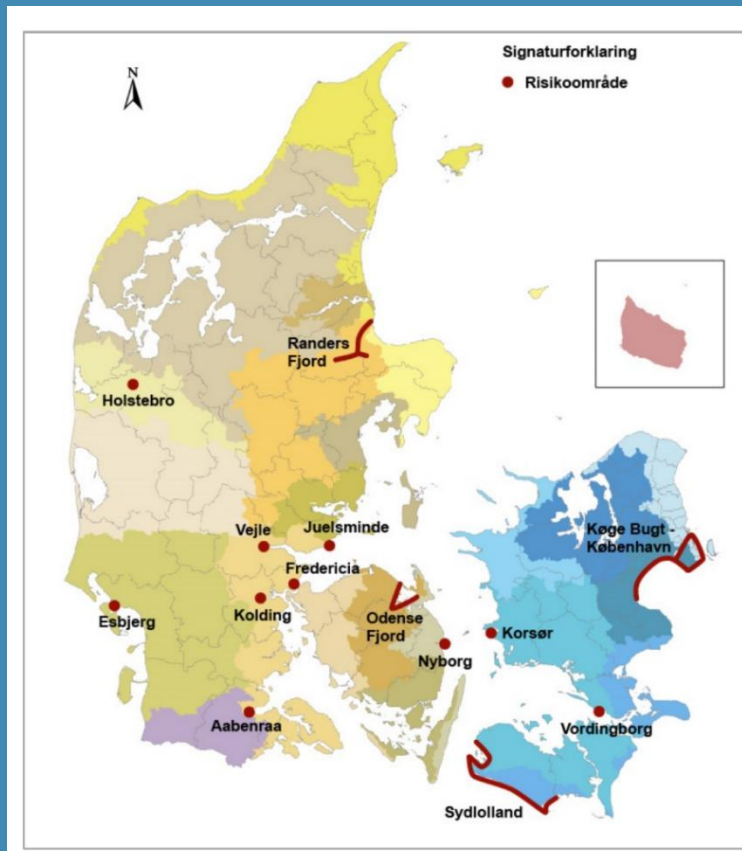 Signaturforklaring
Risikoområde
N
Randers
Fjord
Holstebro
Køge Bugt -
København
Vejle
Juelsminde
Fredericia
Esbjerg
Kolding
Odense
Fjord
Nyborg
Korsør
Aabenraa
Vordingborg
Sydlolland